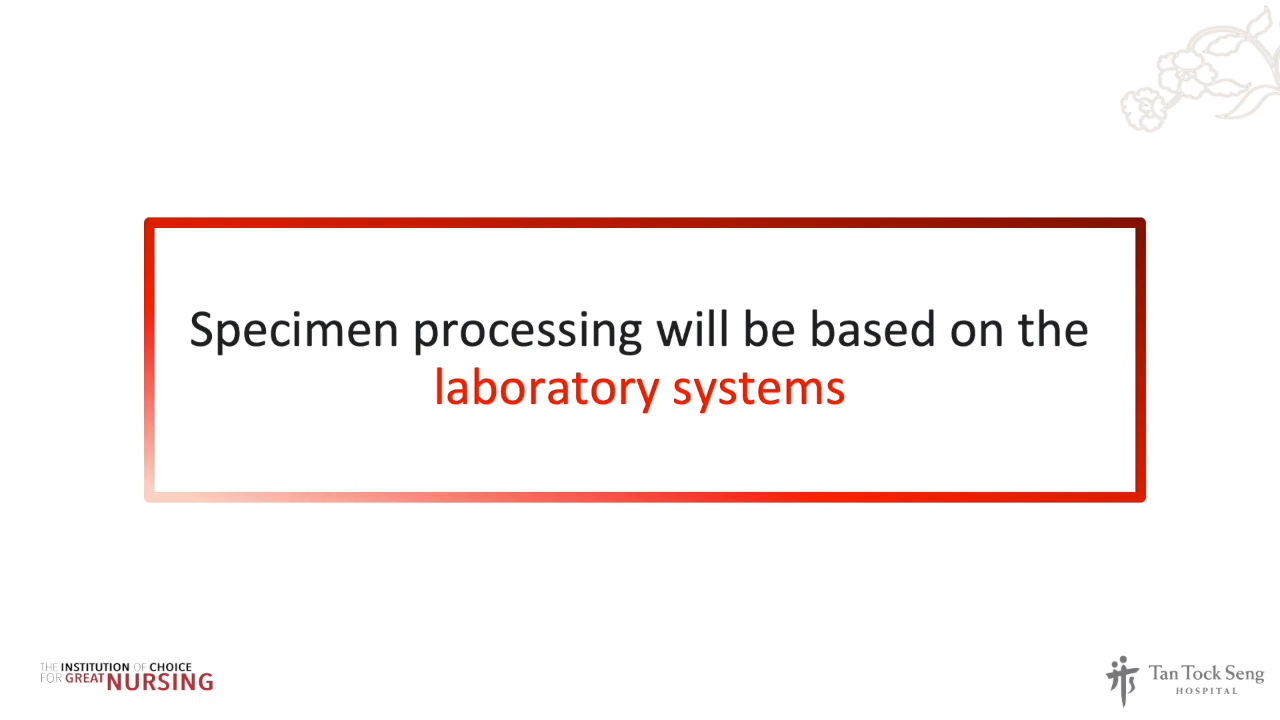 Specimen processing will be based on the
laboratory systems
THE INSTITUTION OF CHOICE
FOR GREAT NURSING
Tan Tock Seng
HOSPITAL